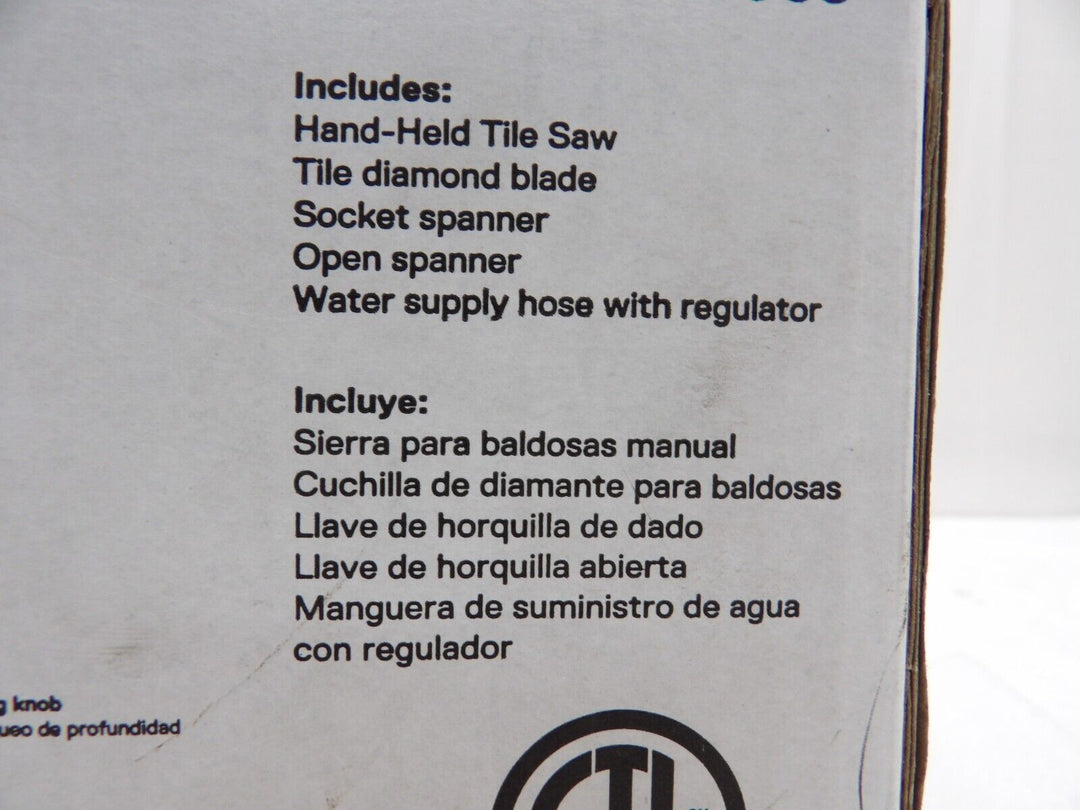 Includes:
Hand-Held Tile Saw
Tile diamond blade
Socket spanner
Open spanner
Water supply hose with regulator
Incluye:
Sierra para baldosas manual
Cuchilla de diamante para baldosas
Llave de horquilla de dado
Llave de horquilla abierta
Manguera de suministro de agua
con regulador
knob
de profundidad